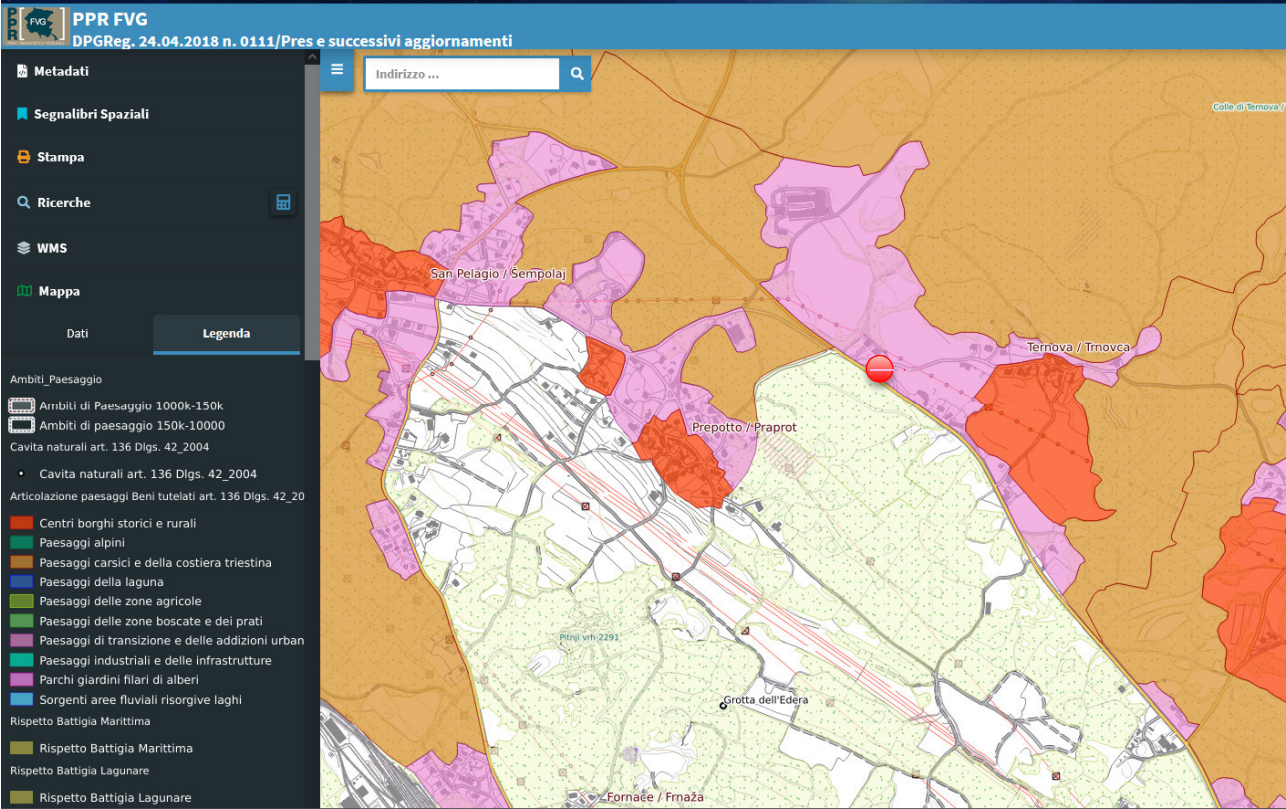 PPR
FVG
PPR FVG
DPGReg. 24.04.2018 n. 0111/Pres e successivi aggiornamenti
Metadati
Segnalibri Spaziali
Stampa
Ricerche
WMS
Mappa
Dati
Legenda
Ambiti_Paesaggio
Ambiti di Paesaggio 1000k-150k
Ambiti di paesaggio 150k-10000
Cavita naturali art. 136 Dlgs. 42_2004
Cavita naturali art. 136 Dlgs. 42_2004
Articolazione paesaggi Beni tutelati art. 136 Dlgs. 42_20
Centri borghi storici e rurali
Paesaggi alpini
Paesaggi carsici e della costiera triestina
Paesaggi della laguna
Paesaggi delle zone agricole
Paesaggi delle zone boscate e dei prati
Paesaggi di transizione e delle addizioni urban
Paesaggi industriali e delle infrastrutture
Parchi giardini filari di alberi
Sorgenti aree fluviali risorgive laghi
Rispetto Battigia Marittima
Rispetto Battigia Marittima
Rispetto Battigia Lagunare
Rispetto Battigia Lagunare
Indirizzo ...
Colle di Ternova /
San Pelagio / Šempolaj
Ternova / Trnovca
Prepotto / Praprot
Pitnji vrh-2291
Grotta dell'Edera
Fornace / Frnaža